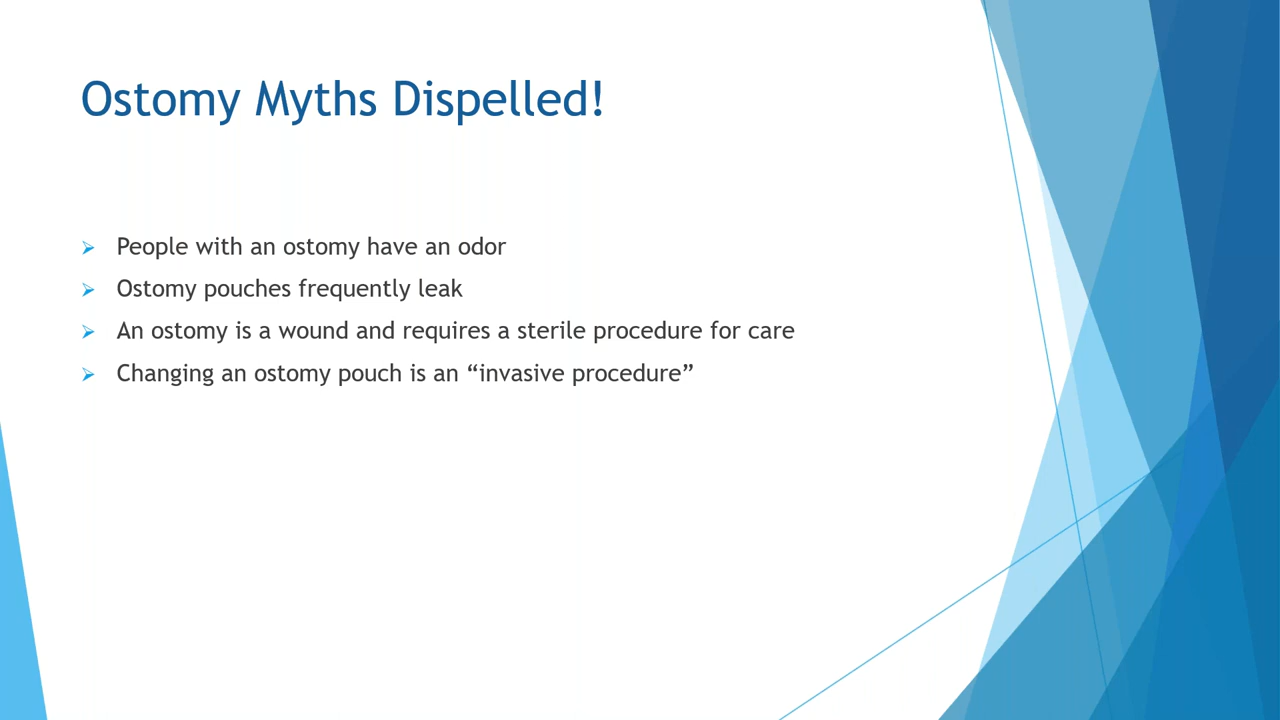 Ostomy Myths Dispelled!
People with an ostomy have an odor
Ostomy pouches frequently leak
An ostomy is a wound and requires a sterile procedure for care
Changing an ostomy pouch is an “invasive procedure”